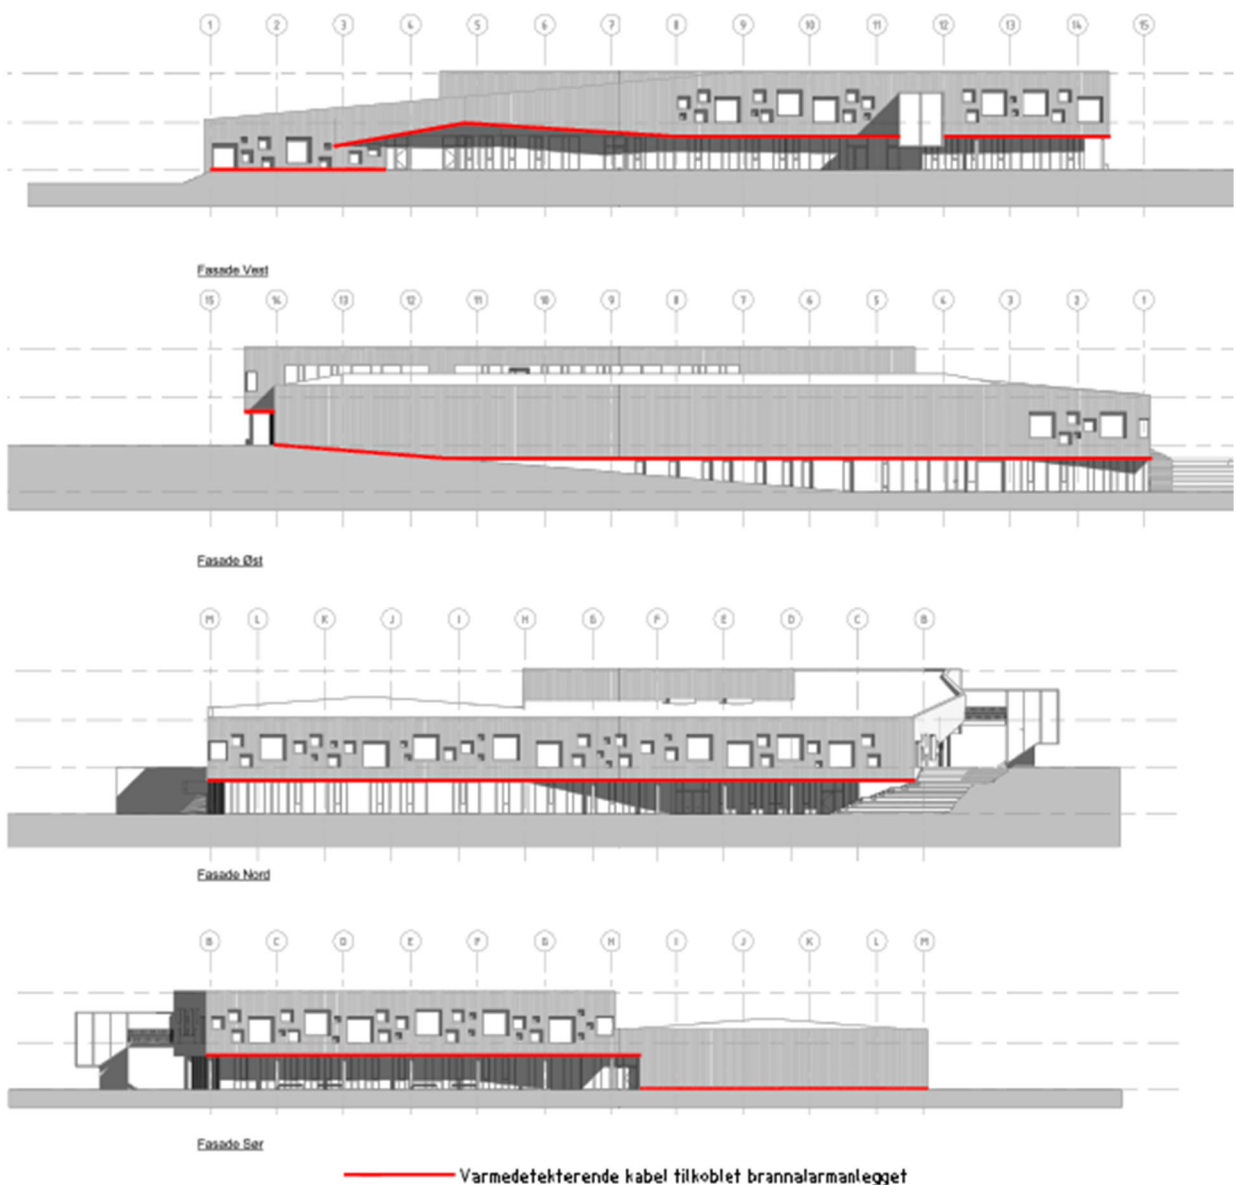 1 2 3 4 5 6 7 8 9 10 11 12 13 14 15
Fasade Vest
15 14 13 12 11 10 9 8 7 6 5 4 3 2 1
Fasade Øst
M L K J I H G F E D C B
Fasade Nord
B C D E F G H I J K L M
Fasade Sør
Varmedetekterende kabel tilkoblet brannalarmanlegget